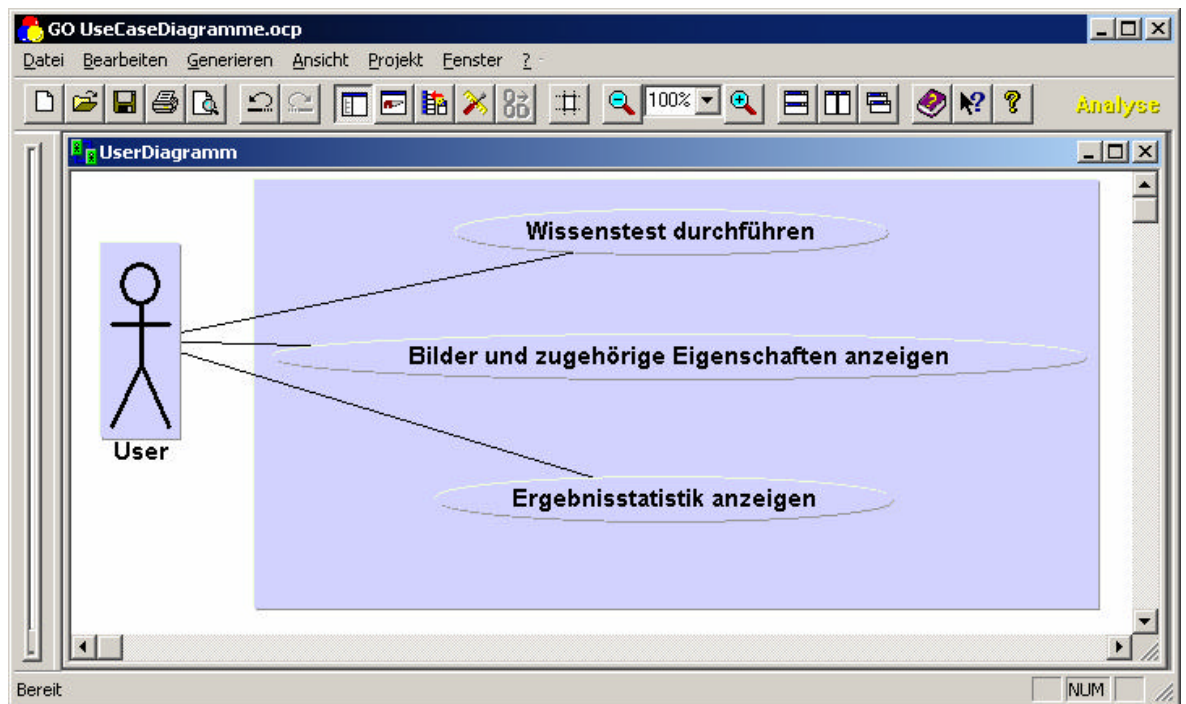 GO UseCaseDiagramme.ocp
Datei Bearbeiten Generieren Ansicht Projekt Fenster ?
100% Analyse
UserDiagramm
Wissenstest durchführen
Bilder und zugehörige Eigenschaften anzeigen
User
Ergebnisstatistik anzeigen
Bereit NUM